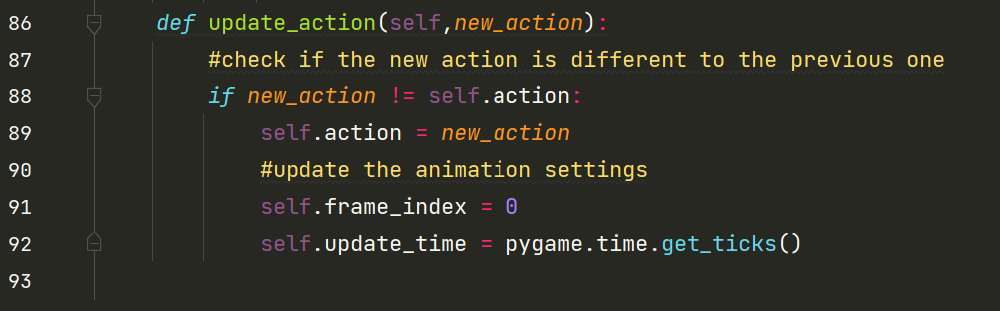 86 def update_action(self,new_action):
87 #check if the new action is different to the previous one
88 if new_action != self.action:
89 self.action = new_action
90 #update the animation settings
91 self.frame_index = 0
92 self.update_time = pygame.time.get_ticks()
93